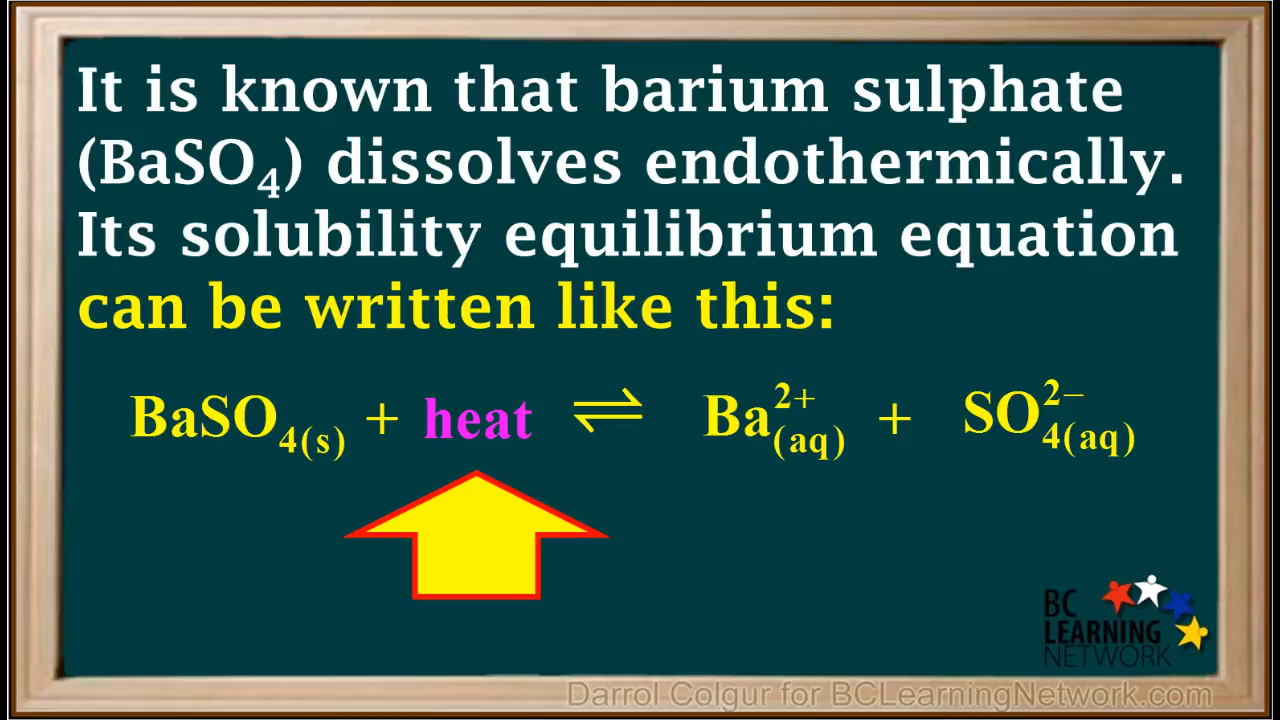 It is known that barium sulphate
(BaSO₄) dissolves endothermically.
Its solubility equilibrium equation
can be written like this:
BaSO₄₍ₛ₎ + heat ⇌ Ba²⁺(aq) + SO₄²⁻(aq)
BC
LEARNING
NETWORK
Darrol Colgur for BCLearningNetwork.com